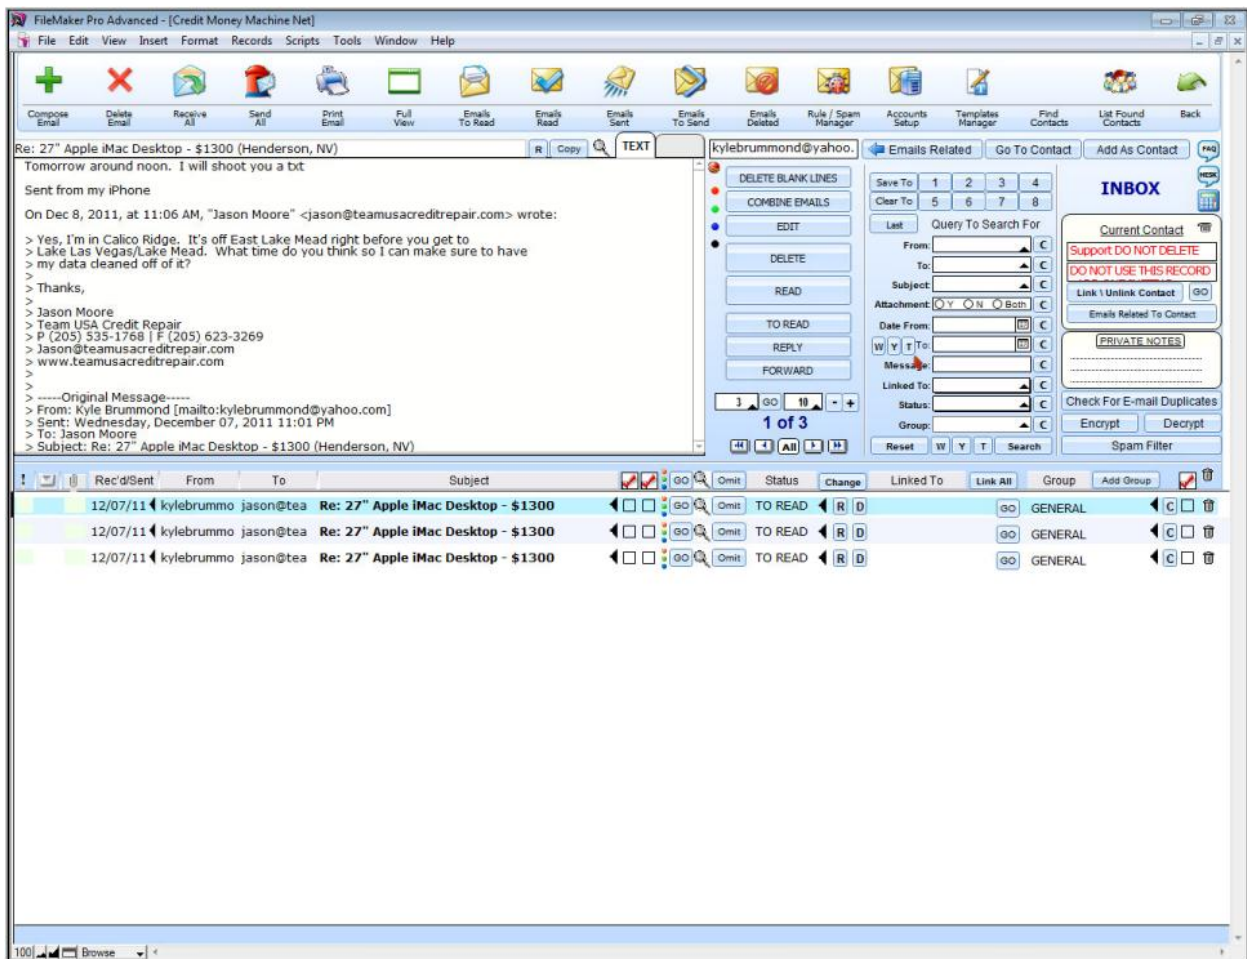 FileMaker Pro Advanced - [Credit Money Machine Net]
File Edit View Insert Format Records Scripts Tools Window Help
Compose Email Delete Email Receive All Send All Print Email Full View Emails To Read Emails Read Emails Sent Emails To Send Emails Deleted Rule / Spam Manager Accounts Setup Templates Manager Find Contacts List Found Contacts Back
Re: 27" Apple iMac Desktop - $1300 (Henderson, NV) R Copy TEXT kylebrummond@yahoo. Emails Related Go To Contact Add As Contact FAQ
Tomorrow around noon. I will shoot you a txt
Sent from my iPhone
On Dec 8, 2011, at 11:06 AM, "Jason Moore" <jason@teamusacreditrepair.com> wrote:
> Yes, I'm in Calico Ridge. It's off East Lake Mead right before you get to
> Lake Las Vegas/Lake Mead. What time do you think so I can make sure to have
> my data cleaned off of it?
>
> Thanks,
>
> Jason Moore
> Team USA Credit Repair
> P (205) 535-1768 | F (205) 623-3269
> Jason@teamusacreditrepair.com
> www.teamusacreditrepair.com
>
>
> -----Original Message-----
> From: Kyle Brummond [mailto:kylebrummond@yahoo.com]
> Sent: Wednesday, December 07, 2011 11:01 PM
> To: Jason Moore
> Subject: Re: 27" Apple iMac Desktop - $1300 (Henderson, NV)
DELETE BLANK LINES
COMBINE EMAILS
EDIT
DELETE
READ
TO READ
REPLY
FORWARD
3 GO 10 - +
1 of 3
All
Save To 1 2 3 4
Clear To 5 6 7 8
Last Query To Search For
From: C
To: C
Subject: C
Attachment: Y N Both C
Date From: C
W Y T To: C
Message: C
Linked To: C
Status: C
Group: C
Reset W Y T Search
HESK
INBOX
Current Contact
Support DO NOT DELETE
DO NOT USE THIS RECORD
Link \ Unlink Contact GO
Emails Related To Contact
PRIVATE NOTES
Check For E-mail Duplicates
Encrypt Decrypt
Spam Filter
! Rec'd/Sent From To Subject GO Omit Status Change Linked To Link All Group Add Group
12/07/11 kylebrummo jason@tea Re: 27" Apple iMac Desktop - $1300 GO Omit TO READ R D GO GENERAL C
12/07/11 kylebrummo jason@tea Re: 27" Apple iMac Desktop - $1300 GO Omit TO READ R D GO GENERAL C
12/07/11 kylebrummo jason@tea Re: 27" Apple iMac Desktop - $1300 GO Omit TO READ R D GO GENERAL C
100 Browse